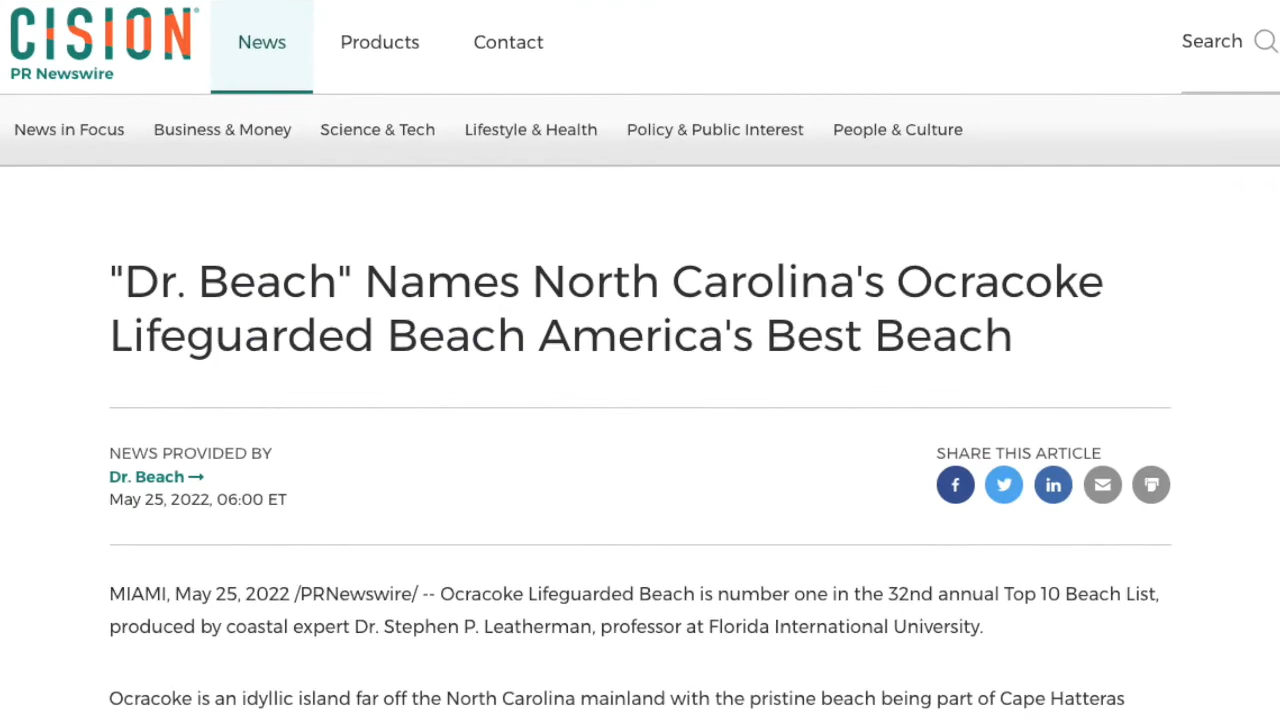 CISION®
PR Newswire
News
Products
Contact
Search
News in Focus
Business & Money
Science & Tech
Lifestyle & Health
Policy & Public Interest
People & Culture
"Dr. Beach" Names North Carolina's Ocracoke
Lifeguarded Beach America's Best Beach
NEWS PROVIDED BY
Dr. Beach →
May 25, 2022, 06:00 ET
SHARE THIS ARTICLE
MIAMI, May 25, 2022 /PRNewswire/ -- Ocracoke Lifeguarded Beach is number one in the 32nd annual Top 10 Beach List,
produced by coastal expert Dr. Stephen P. Leatherman, professor at Florida International University.
Ocracoke is an idyllic island far off the North Carolina mainland with the pristine beach being part of Cape Hatteras